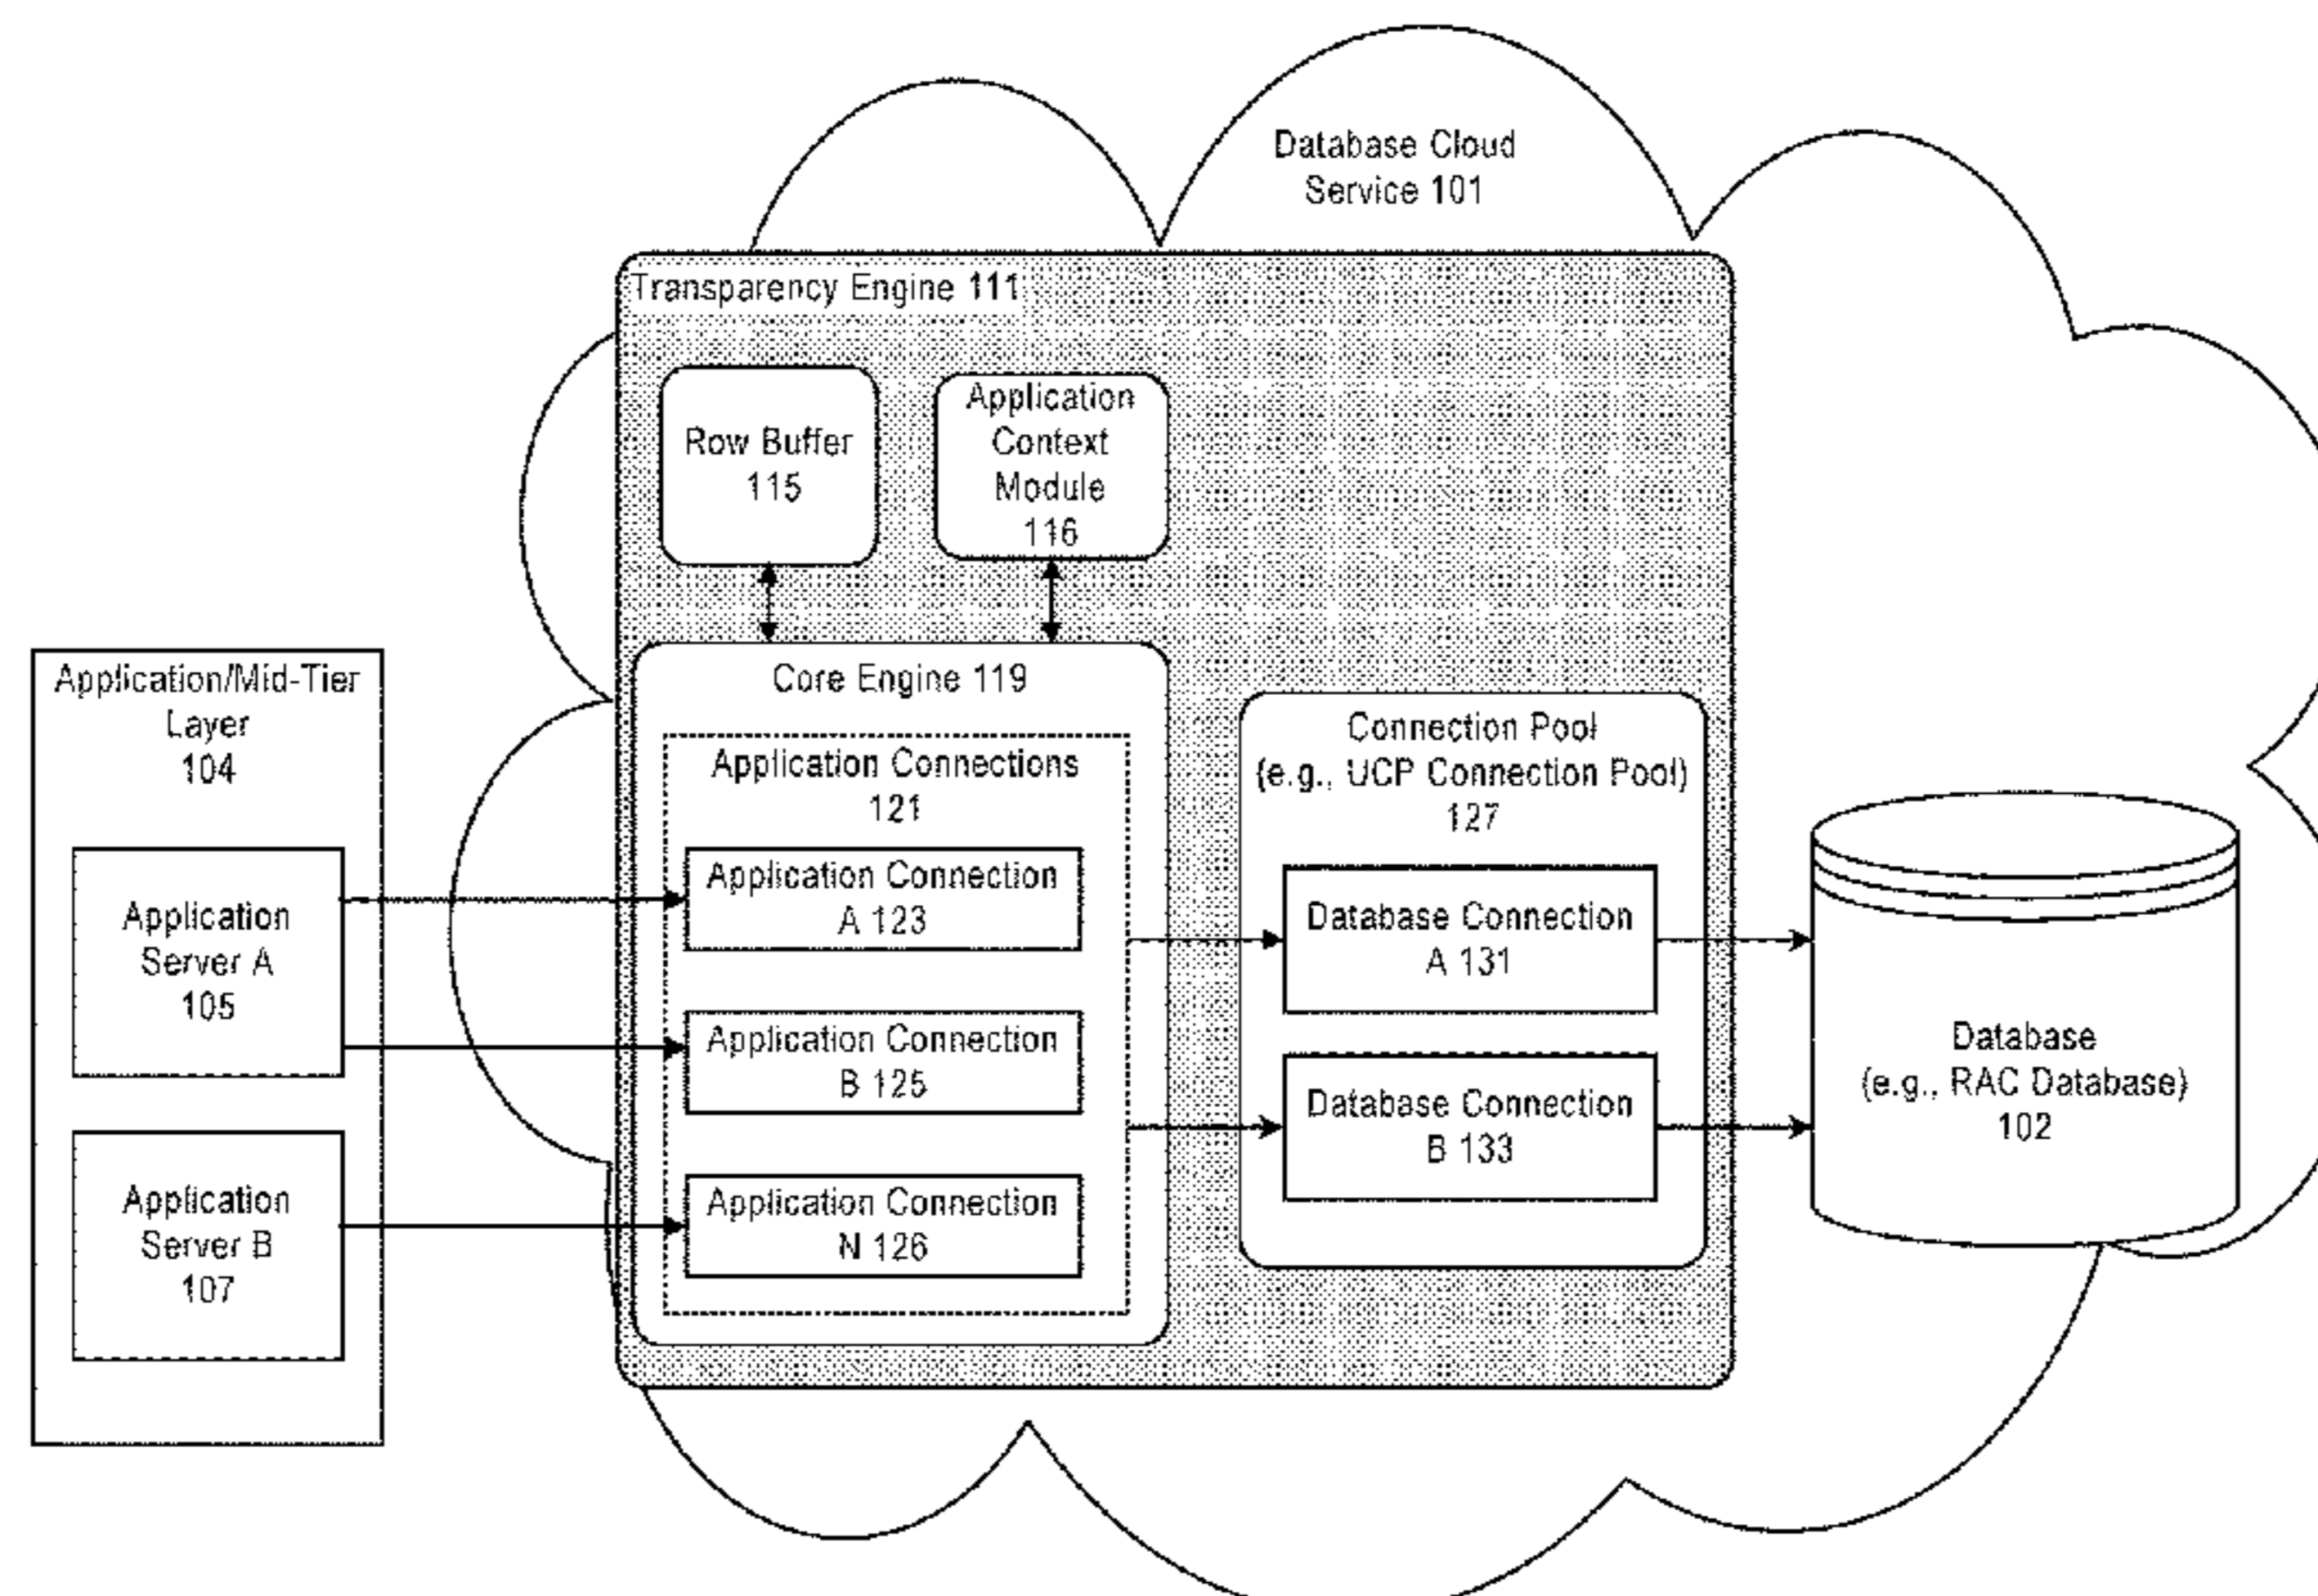 Database Cloud
Service 101
Transparency Engine 111
Row Buffer
115
Application
Context
Module
116
Application/Mid-Tier
Layer
104
Application
Server A
105
Application
Server B
107
Core Engine 119
Application Connections
121
Application Connection
A 123
Application Connection
B 125
Application Connection
N 126
Connection Pool
(e.g., UCP Connection Pool)
127
Database Connection
A 131
Database Connection
B 133
Database
(e.g., RAC Database)
102